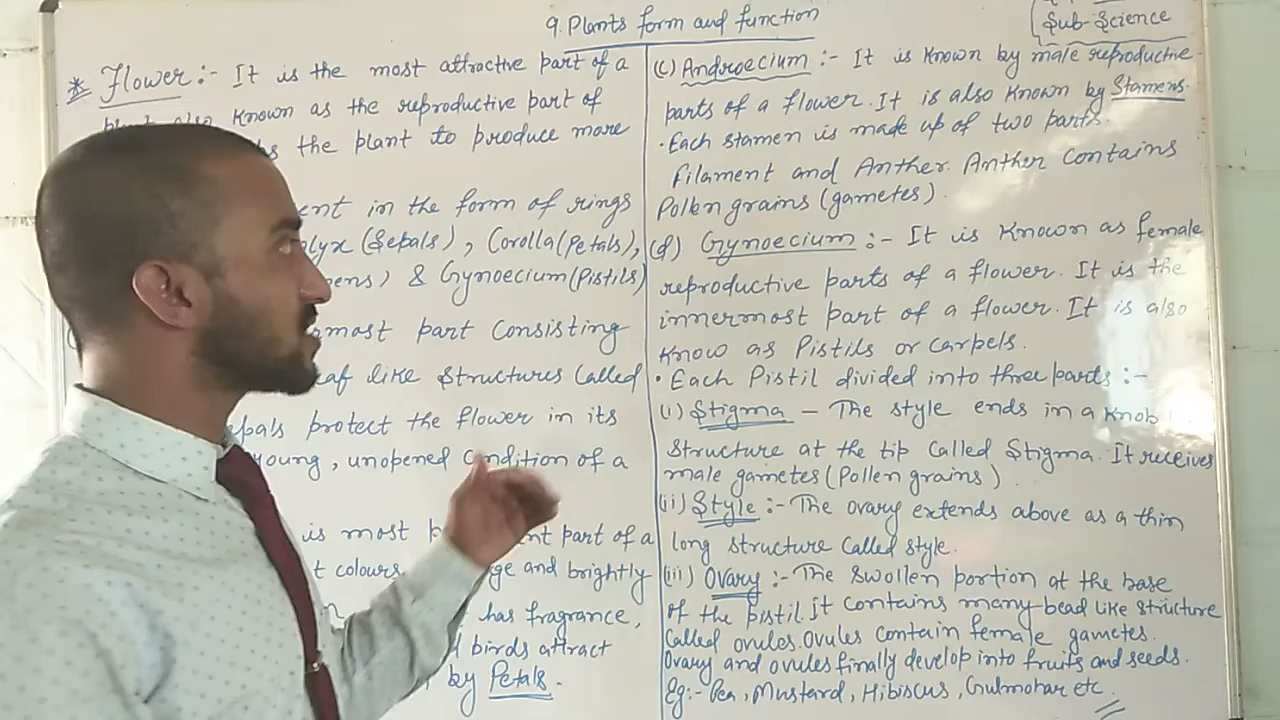 9. Plants form and function
Sub-Science
* Flower:- It is the most attractive part of a
known as the reproductive part of
the plant to produce more
in the form of rings
(Sepals), Corolla(Petals),
& Gynoecium(Pistils)
part consisting
like structures called
protect the flower in its
young, unopened condition of a
is most part of a
colours and brightly
has fragrance,
birds attract
by Petals.
(c) Androecium:- It is known by male reproductive
parts of a flower. It is also known by Stamens.
• Each stamen is made up of two parts.
Filament and Anther. Anther contains
Pollen grains (gametes).
(d) Gynoecium:- It is known as female
reproductive parts of a flower. It is the
innermost part of a flower. It is also
know as Pistils or carpels.
• Each Pistil divided into three parts:-
(i) Stigma - The style ends in a knob
structure at the tip called Stigma. It receives
male gametes (Pollen grains).
(ii) Style:- The ovary extends above as a thin
long structure called style.
(iii) Ovary:- The swollen portion at the base
of the pistil. It contains many bead like structure
called ovules. Ovules contain female gametes.
Ovary and ovules finally develop into fruits and seeds.
Eg:- Pea, Mustard, Hibiscus, Gulmohar etc.